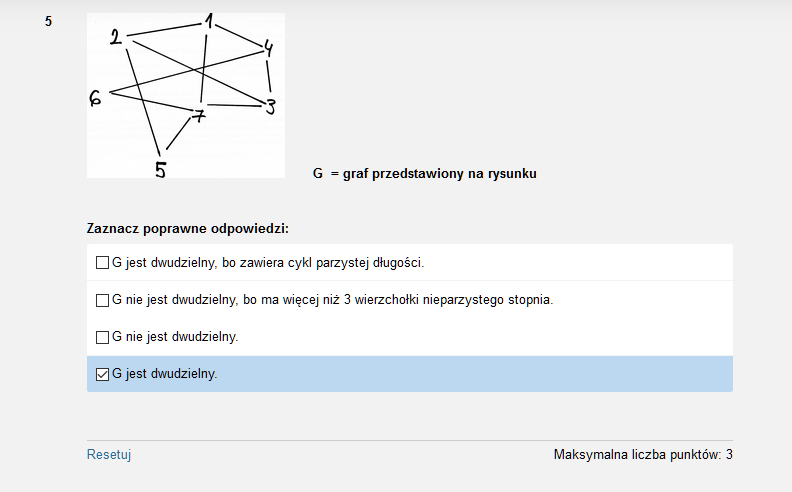 5
1
2
4
6
3
7
5
G = graf przedstawiony na rysunku
Zaznacz poprawne odpowiedzi:
G jest dwudzielny, bo zawiera cykl parzystej długości.
G nie jest dwudzielny, bo ma więcej niż 3 wierzchołki nieparzystego stopnia.
G nie jest dwudzielny.
G jest dwudzielny.
Resetuj
Maksymalna liczba punktów: 3